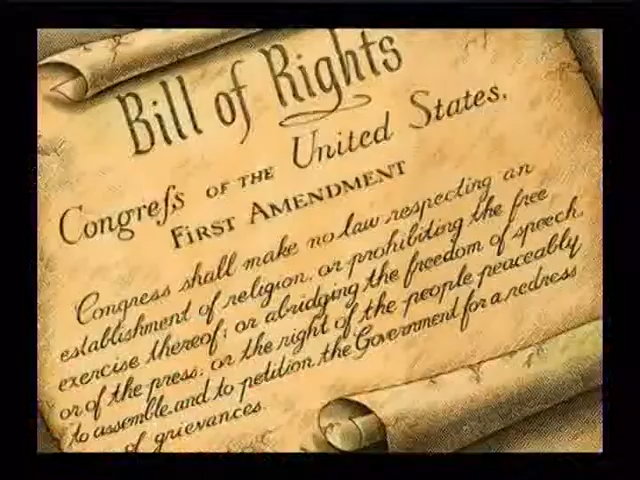 Bill of Rights
Congreſs OF THE United States.
FIRST AMENDMENT
Congress shall make no law respecting an
establishment of religion, or prohibiting the free
exercise thereof; or abridging the freedom of speech,
or of the press; or the right of the people peaceably
to assemble, and to petition the Government for a redress
of grievances.